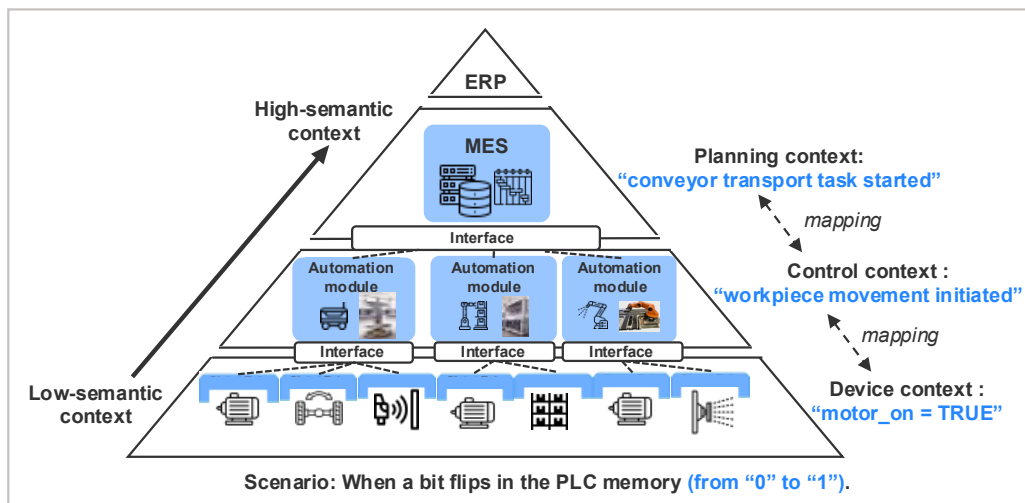 ERP
High-semantic
context
MES
Planning context:
“conveyor transport task started”
mapping
Interface
Automation
module
Automation
module
Automation
module
Control context :
“workpiece movement initiated”
mapping
Interface
Interface
Interface
Low-semantic
context
Device context :
“motor_on = TRUE”
Scenario: When a bit flips in the PLC memory (from “0” to “1”).